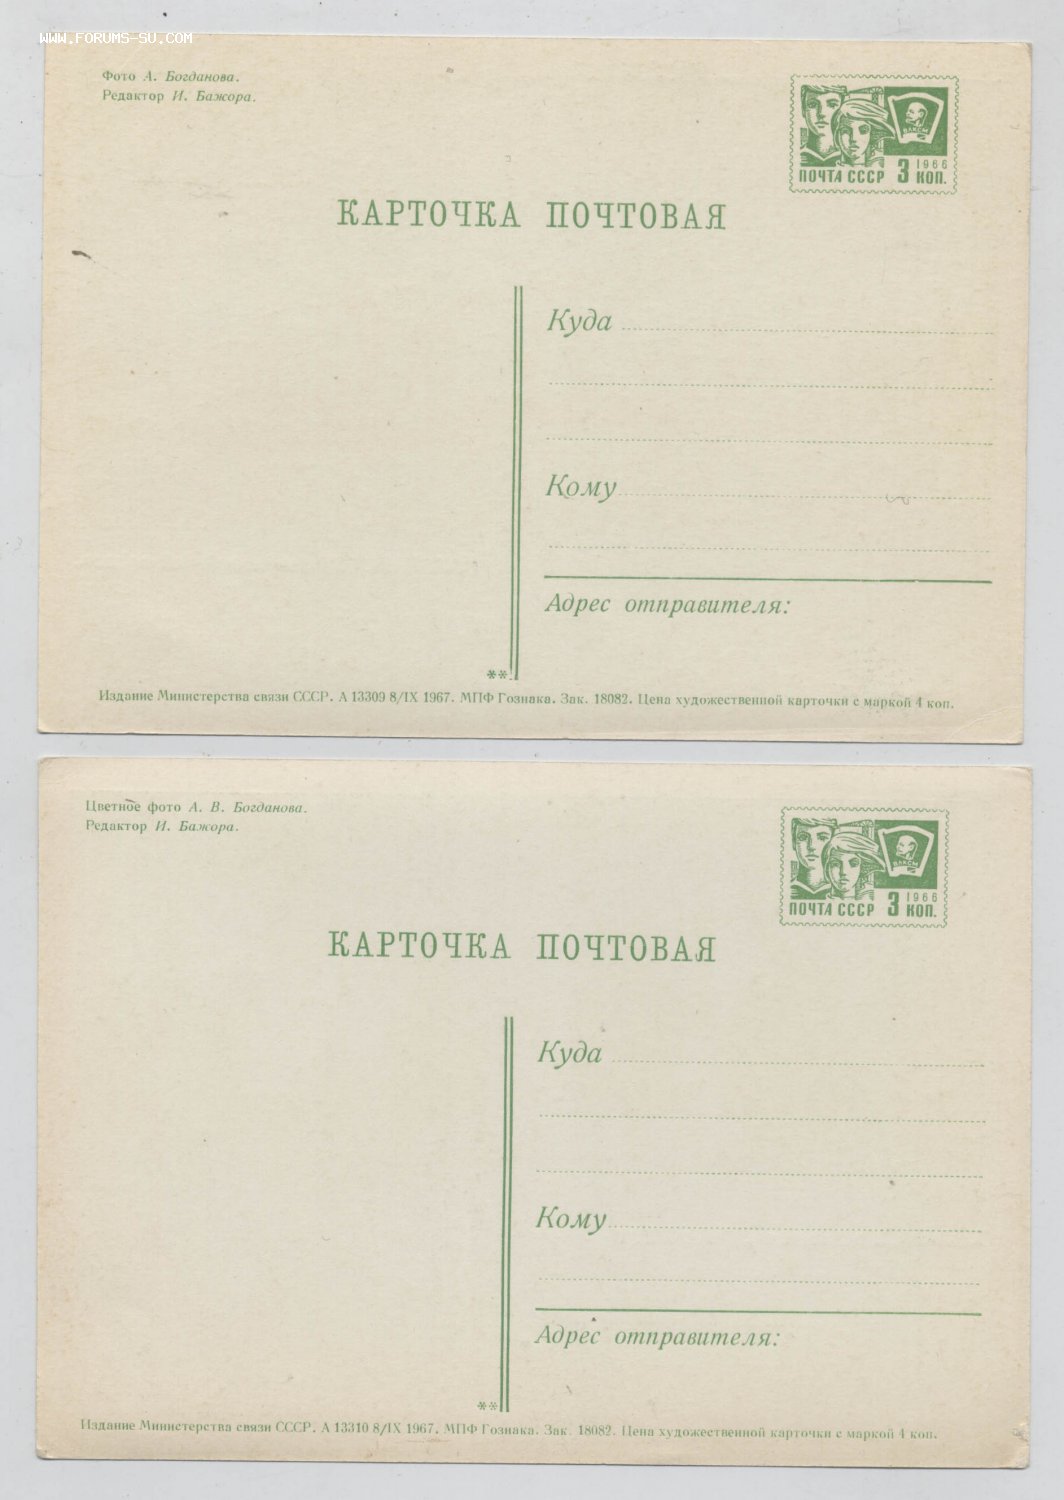 WWW.FORUMS-SU.COM
Фото А. Богданова.
Редактор И. Бажора.
ВЛКСМ
1966
ПОЧТА СССР 3 КОП.
КАРТОЧКА ПОЧТОВАЯ
Куда
Кому
Адрес отправителя:
**
Издание Министерства связи СССР. А 13309 8/IX 1967. МПФ Гознака. Зак. 18082. Цена художественной карточки с маркой 4 коп.
Цветное фото А. В. Богданова.
Редактор И. Бажора.
ВЛКСМ
1966
ПОЧТА СССР 3 КОП.
КАРТОЧКА ПОЧТОВАЯ
Куда
Кому
Адрес отправителя:
**
Издание Министерства связи СССР. А 13310 8/IX 1967. МПФ Гознака. Зак. 18082. Цена художественной карточки с маркой 4 коп.